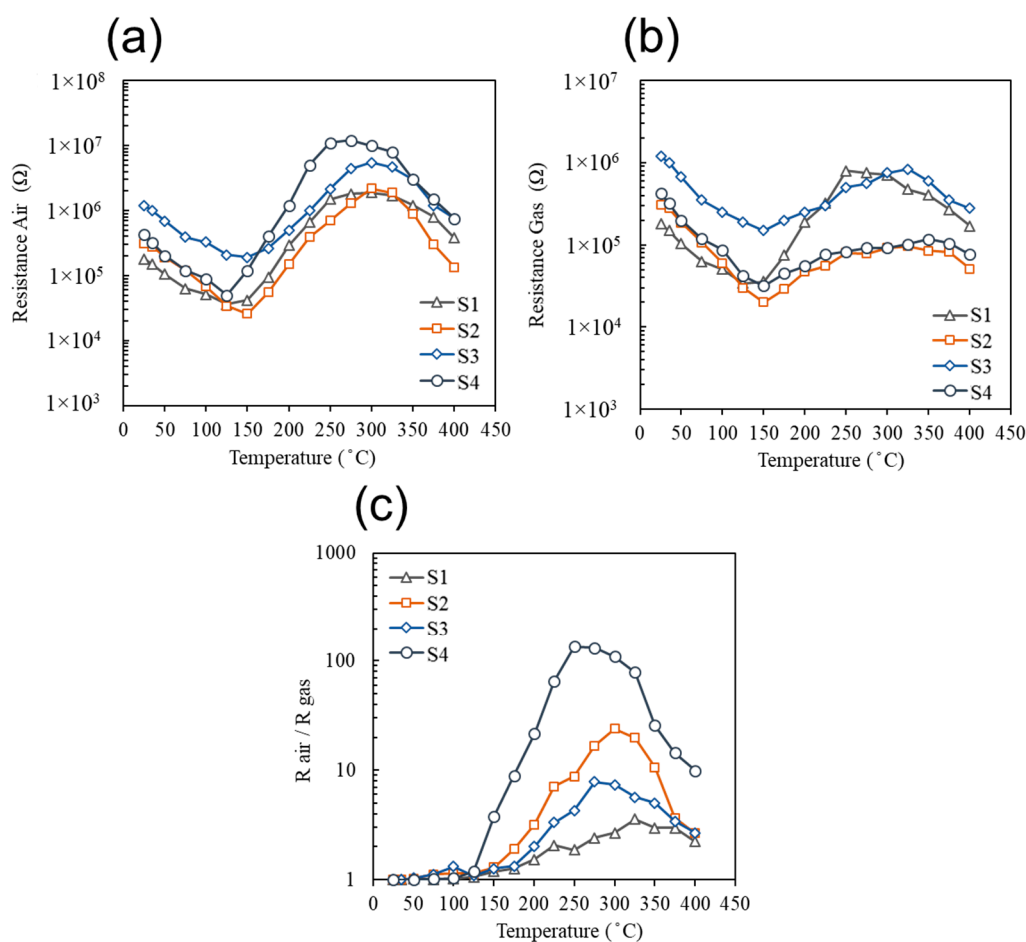 (a)
1×10⁸
1×10⁷
1×10⁶
1×10⁵
1×10⁴
1×10³
Resistance Air (Ω)
0 50 100 150 200 250 300 350 400 450
Temperature (˚C)
S1
S2
S3
S4
(b)
1×10⁷
1×10⁶
1×10⁵
1×10⁴
1×10³
Resistance Gas (Ω)
0 50 100 150 200 250 300 350 400 450
Temperature (˚C)
S1
S2
S3
S4
(c)
1000
100
10
1
R air / R gas
0 50 100 150 200 250 300 350 400 450
Temperature (˚C)
S1
S2
S3
S4